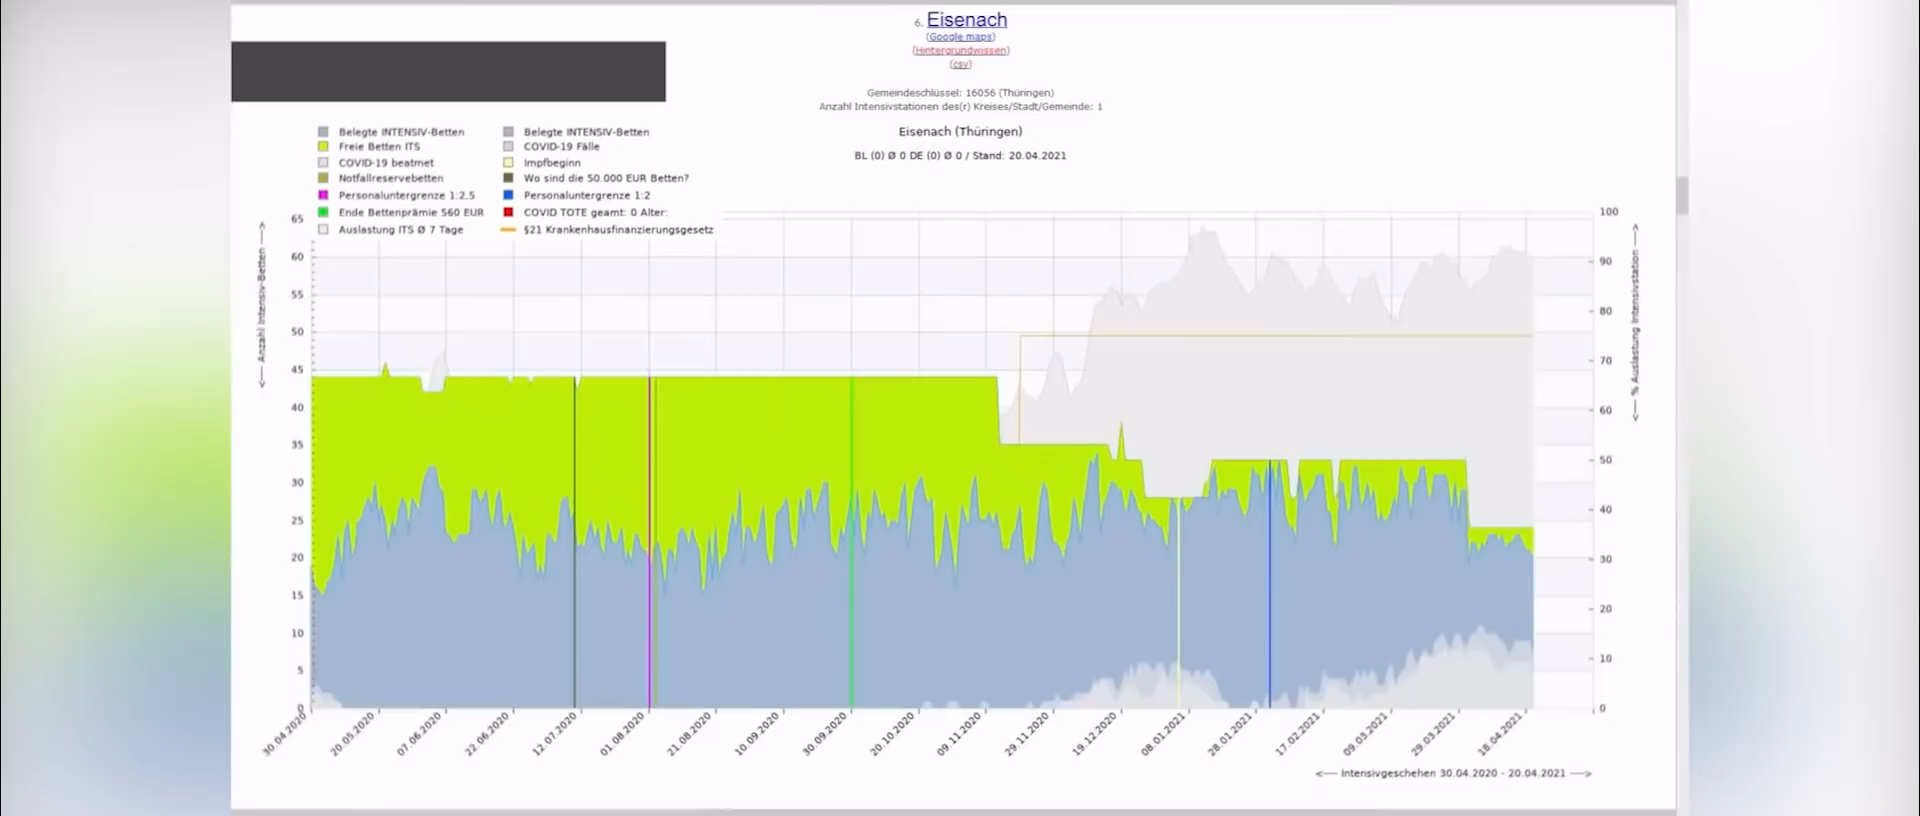 6. Eisenach
(Google maps)
(Hintergrundwissen)
(csv)
Gemeindeschlüssel: 16056 (Thüringen)
Anzahl Intensivstationen des(r) Kreises/Stadt/Gemeinde: 1
Eisenach (Thüringen)
BL (0) Ø 0 DE (0) Ø 0 / Stand: 20.04.2021
Belegte INTENSIV-Betten
Freie Betten ITS
COVID-19 beatmet
Notfallreservebetten
Personaluntergrenze 1:2.5
Ende Bettenprämie 560 EUR
Auslastung ITS Ø 7 Tage
Belegte INTENSIV-Betten
COVID-19 Fälle
Impfbeginn
Wo sind die 50.000 EUR Betten?
Personaluntergrenze 1:2
COVID TOTE geamt: 0 Alter:
§21 Krankenhausfinanzierungsgesetz
<--- Anzahl Intensiv-Betten --->
65
60
55
50
45
40
35
30
25
20
15
10
5
0
100
90
80
70
60
50
40
30
20
10
0
<--- % Auslastung Intensivstation --->
30.04.2020
20.05.2020
07.06.2020
22.06.2020
12.07.2020
01.08.2020
21.08.2020
10.09.2020
30.09.2020
20.10.2020
09.11.2020
29.11.2020
19.12.2020
08.01.2021
28.01.2021
17.02.2021
09.03.2021
29.03.2021
18.04.2021
<--- Intensivgeschehen 30.04.2020 - 20.04.2021 --->